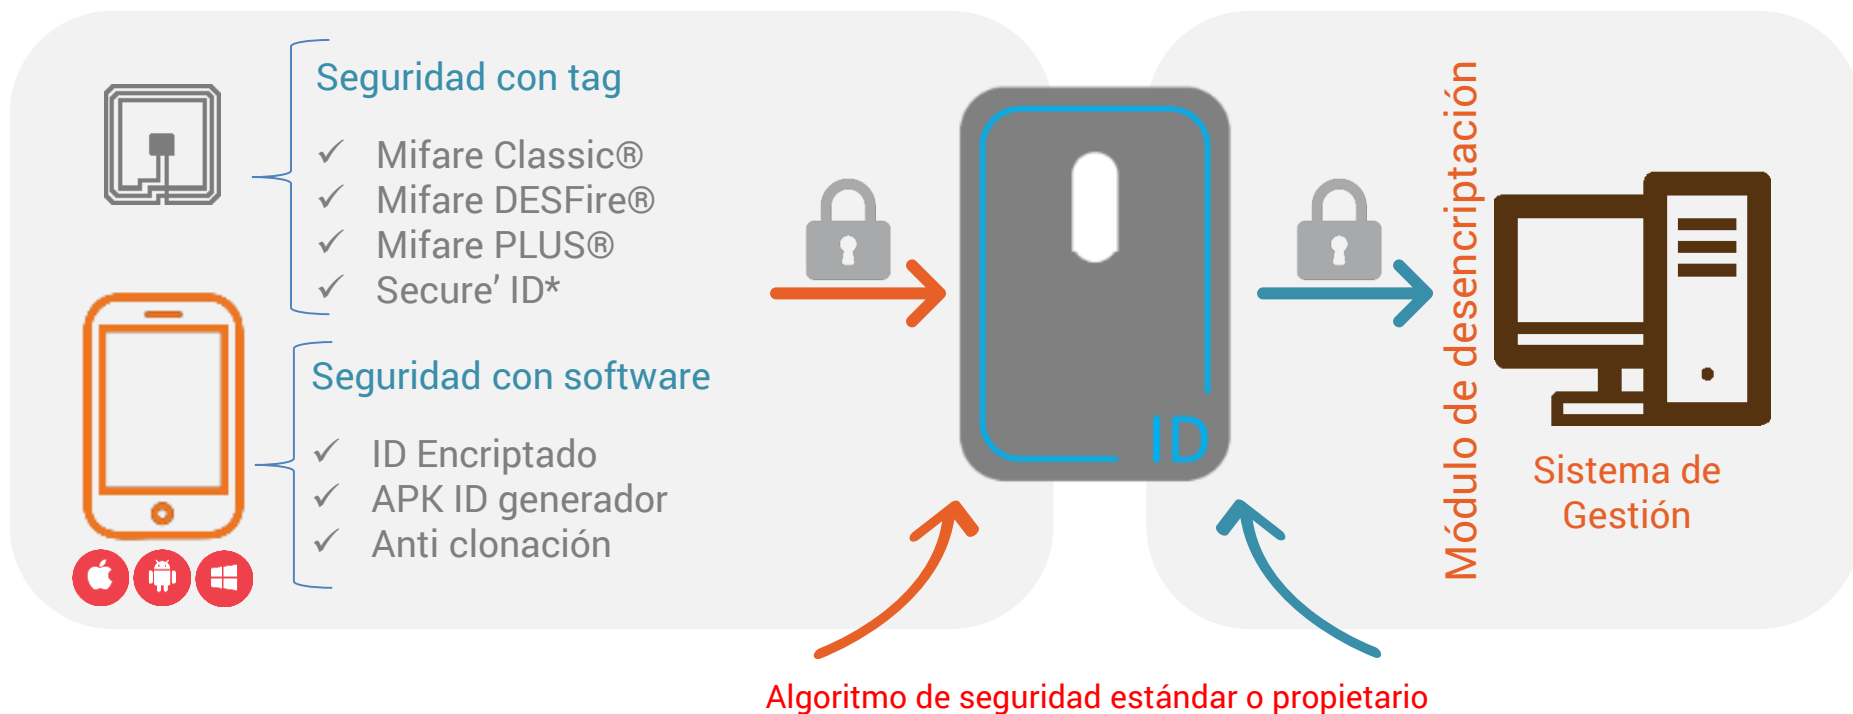 Seguridad con tag
✓ Mifare Classic®
✓ Mifare DESFire®
✓ Mifare PLUS®
✓ Secure’ ID*
Seguridad con software
✓ ID Encriptado
✓ APK ID generador
✓ Anti clonación
ID
Módulo de desencriptación
Sistema de
Gestión
Algoritmo de seguridad estándar o propietario